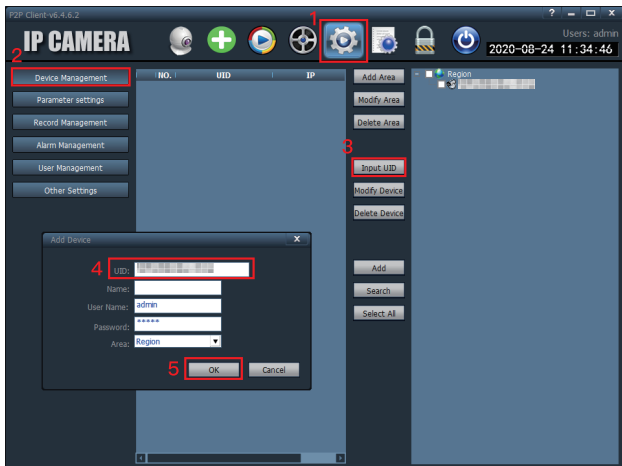 P2P Client-v6.4.6.2
IP CAMERA
1
Users: admin
2020-08-24 11:34:46
2
Device Management
Parameter settings
Record Management
Alarm Management
User Management
Other Settings
NO. UID IP
Add Area
Modify Area
Delete Area
3
Input UID
Modify Device
Delete Device
Add
Search
Select All
Region
Add Device x
4 UID:
Name:
User Name: admin
Password: *****
Area: Region
5 OK Cancel